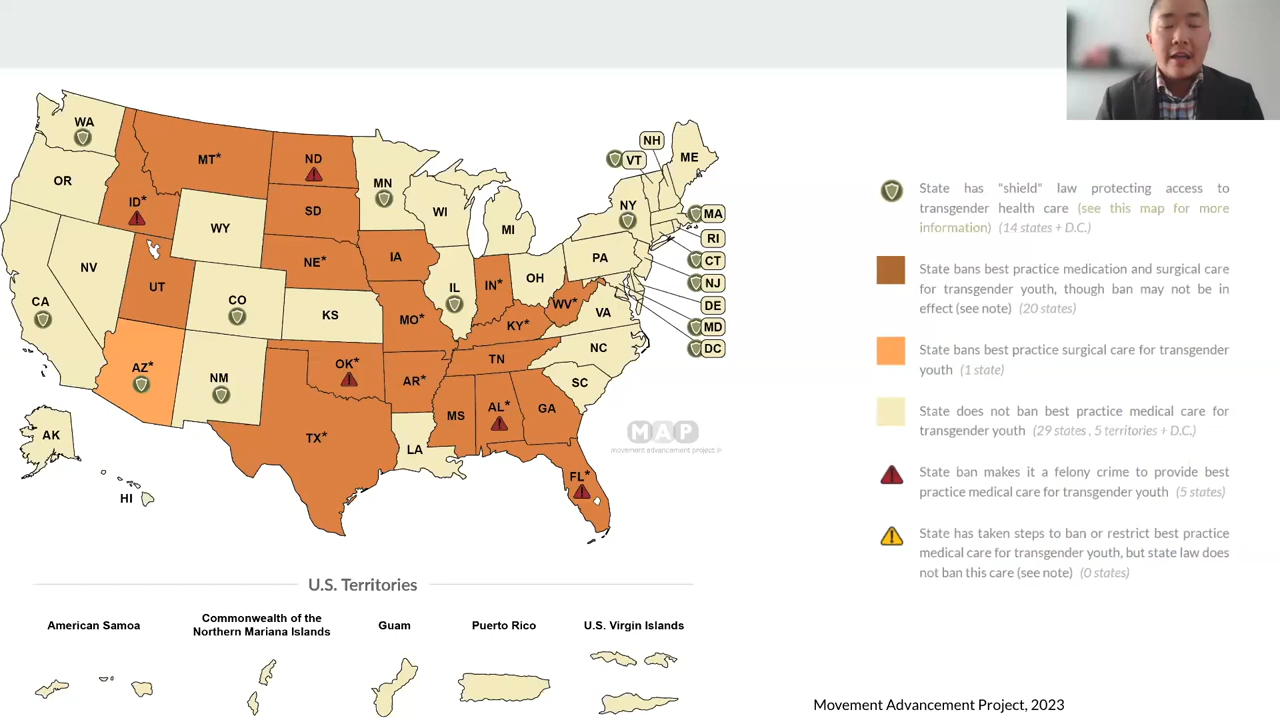 WA
OR
CA
NV
ID*
MT*
WY
UT
AZ*
CO
NM
ND
SD
NE*
KS
OK*
TX*
MN
IA
MO*
AR*
LA
WI
IL
MI
IN*
OH
KY*
TN
MS
AL*
GA
FL*
SC
NC
VA
WV*
PA
NY
VT
NH
ME
MA
RI
CT
NJ
DE
MD
DC
AK
HI
MAP
movement advancement project
State has "shield" law protecting access to
transgender health care (see this map for more
information) (14 states + D.C.)
State bans best practice medication and surgical care
for transgender youth, though ban may not be in
effect (see note) (20 states)
State bans best practice surgical care for transgender
youth (1 state)
State does not ban best practice medical care for
transgender youth (29 states , 5 territories + D.C.)
State ban makes it a felony crime to provide best
practice medical care for transgender youth (5 states)
State has taken steps to ban or restrict best practice
medical care for transgender youth, but state law does
not ban this care (see note) (0 states)
U.S. Territories
American Samoa
Commonwealth of the
Northern Mariana Islands
Guam
Puerto Rico
U.S. Virgin Islands
Movement Advancement Project, 2023